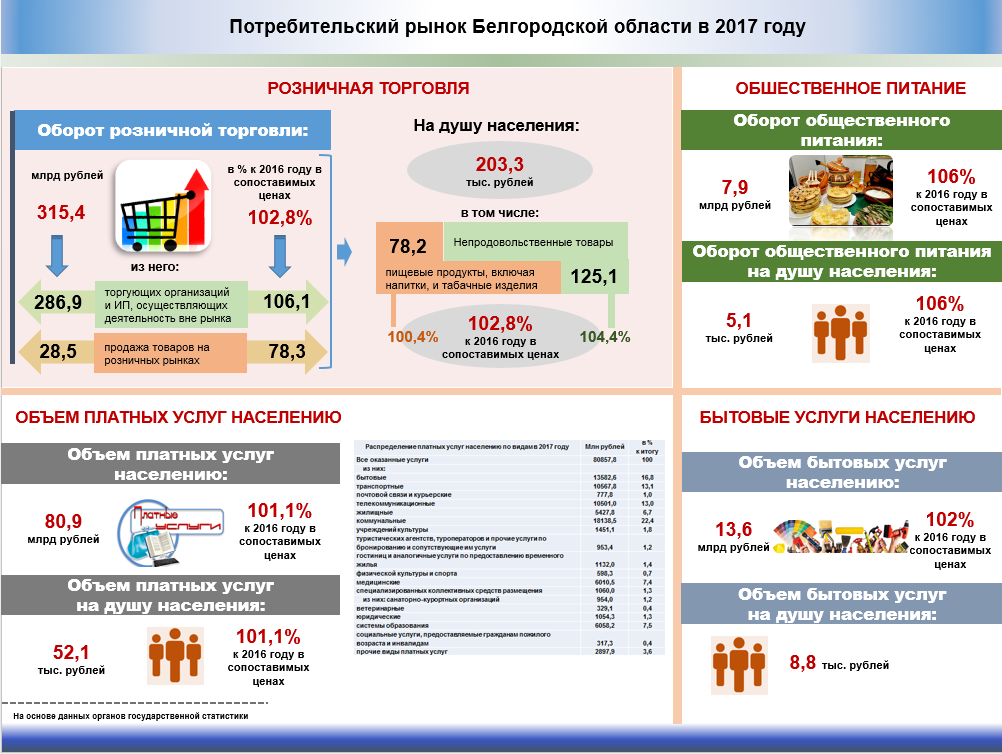 Потребительский рынок Белгородской области в 2017 году
РОЗНИЧНАЯ ТОРГОВЛЯ
Оборот розничной торговли:
млрд рублей
315,4
в % к 2016 году в
сопоставимых
ценах
102,8%
из него:
286,9
торгующих организаций
и ИП, осуществляющих
деятельность вне рынка
106,1
28,5
продажа товаров на
розничных рынках
78,3
На душу населения:
203,3
тыс. рублей
в том числе:
78,2
Непродовольственные товары
пищевые продукты, включая
напитки, и табачные изделия
125,1
100,4%
102,8%
к 2016 году в
сопоставимых ценах
104,4%
ОБШЕСТВЕННОЕ ПИТАНИЕ
Оборот общественного
питания:
7,9
млрд рублей
106%
к 2016 году в
сопоставимых
ценах
Оборот общественного питания
на душу населения:
5,1
тыс. рублей
106%
к 2016 году в
сопоставимых
ценах
ОБЪЕМ ПЛАТНЫХ УСЛУГ НАСЕЛЕНИЮ
Объем платных услуг
населению:
80,9
млрд рублей
Платные
услуги
101,1%
к 2016 году в
сопоставимых
ценах
Объем платных услуг
на душу населения:
52,1
тыс. рублей
101,1%
к 2016 году в
сопоставимых
ценах
Распределение платных услуг населению по видам в 2017 году Млн рублей в % к итогу
Все оказанные услуги 80857,8 100
из них:
бытовые 13582,6 16,8
транспортные 10567,8 13,1
почтовой связи и курьерские 777,8 1,0
телекоммуникационные 10501,0 13,0
жилищные 5427,8 6,7
коммунальные 18138,5 22,4
учреждений культуры 1451,1 1,8
туристических агентств, туроператоров и прочие услуги по
бронированию и сопутствующие им услуги 953,4 1,2
гостиниц и аналогичные услуги по предоставлению временного
жилья 1132,0 1,4
физической культуры и спорта 598,3 0,7
медицинские 6010,5 7,4
специализированных коллективных средств размещения 1060,0 1,3
из них: санаторно-курортных организаций 954,0 1,2
ветеринарные 329,1 0,4
юридические 1054,3 1,3
системы образования 6058,2 7,5
социальные услуги, предоставляемые гражданам пожилого
возраста и инвалидам 317,3 0,4
прочие виды платных услуг 2897,9 3,6
БЫТОВЫЕ УСЛУГИ НАСЕЛЕНИЮ
Объем бытовых услуг
населению:
13,6
млрд рублей
102%
к 2016 году в
сопоставимых
ценах
Объем бытовых услуг
на душу населения:
8,8 тыс. рублей
На основе данных органов государственной статистики